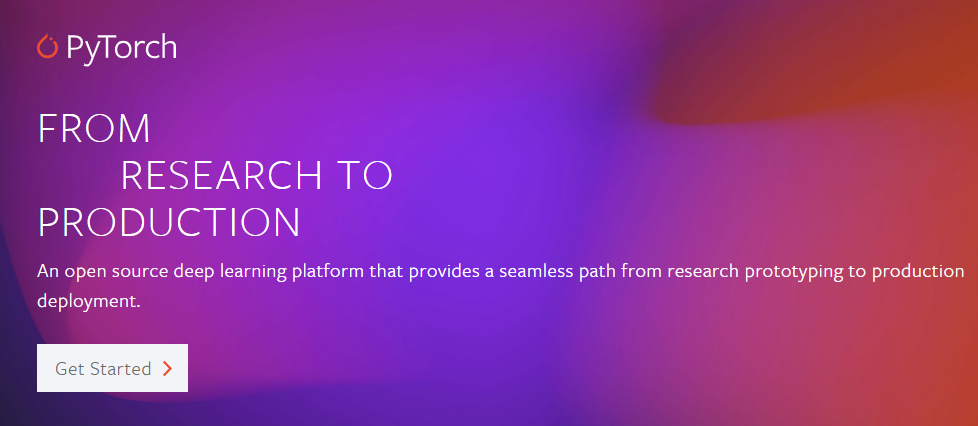 PyTorch
FROM
RESEARCH TO
PRODUCTION
An open source deep learning platform that provides a seamless path from research prototyping to production
deployment.
Get Started